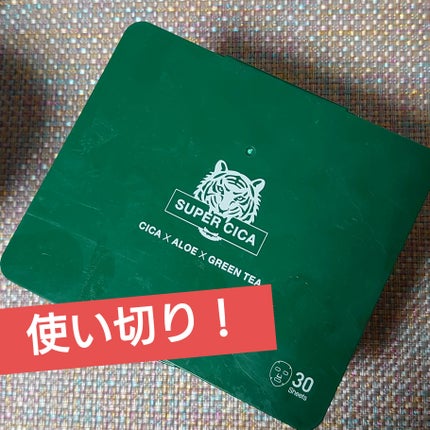 SUPER CICA
CICA X ALOE X GREEN TEA
使い切り！
30
Sheets